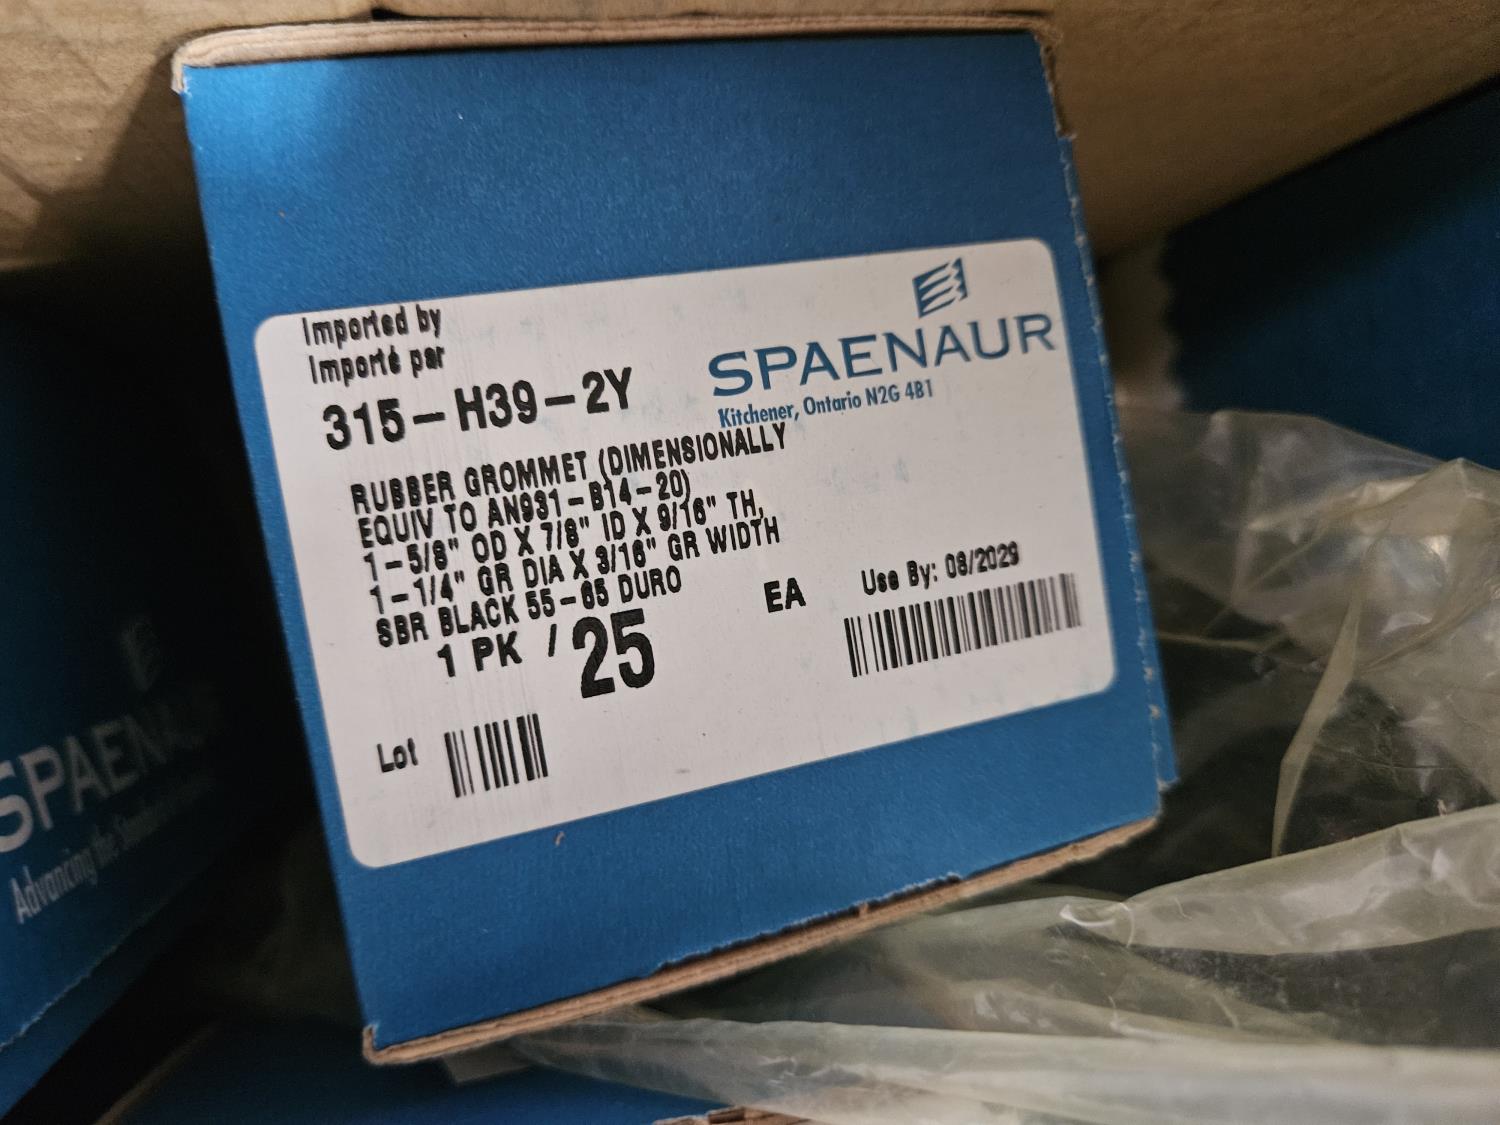 Imported by
Importé par
315-H39-2Y
SPAENAUR
Kitchener, Ontario N2G 4B1
RUBBER GROMMET (DIMENSIONALLY
EQUIV TO AN931-B14-20)
1-5/8" OD X 7/8" ID X 9/16" TH,
1-1/4" GR DIA X 3/16" GR WIDTH
SBR BLACK 55-65 DURO
1 PK / 25 EA
Use By: 08/2029
Lot
SPAENAUR
Advancing the